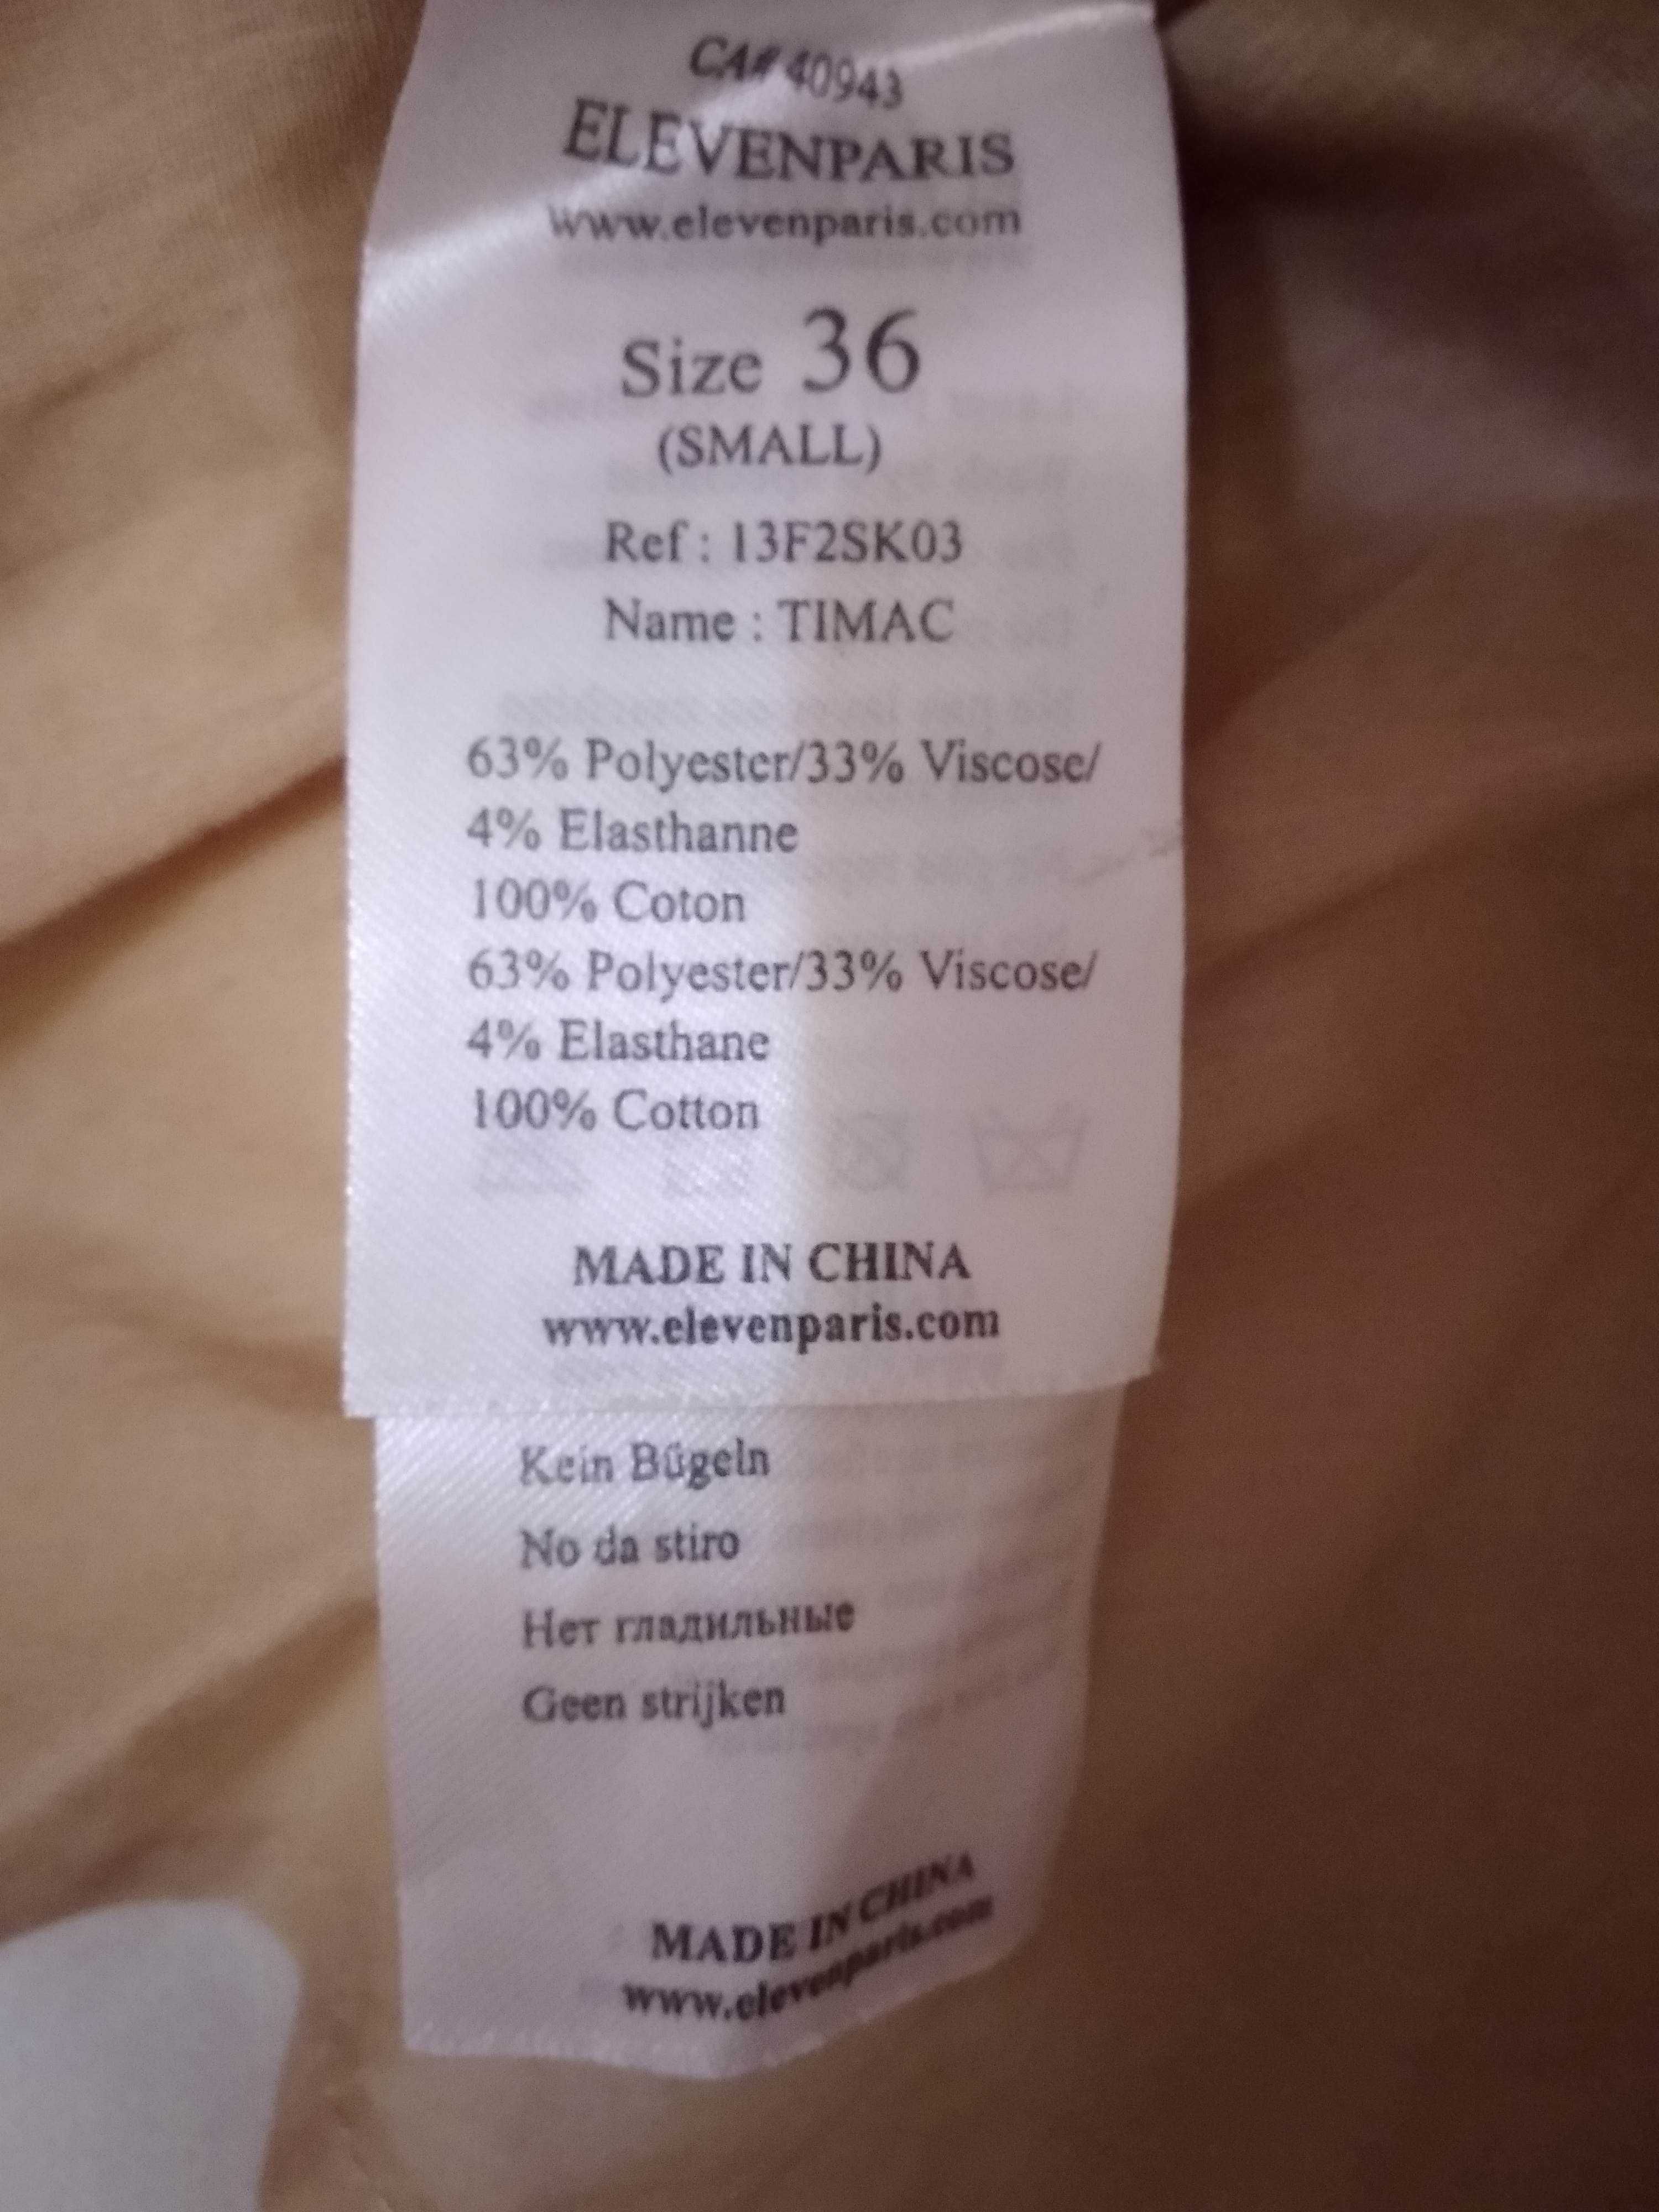 CA# 40943
ELEVENPARIS
www.elevenparis.com
Size 36
(SMALL)
Ref : 13F2SK03
Name : TIMAC
63% Polyester/33% Viscose/
4% Elasthanne
100% Coton
63% Polyester/33% Viscose/
4% Elasthane
100% Cotton
MADE IN CHINA
www.elevenparis.com
Kein Bügeln
No da stiro
Нет гладильные
Geen strijken
MADE IN CHINA
www.elevenparis.com